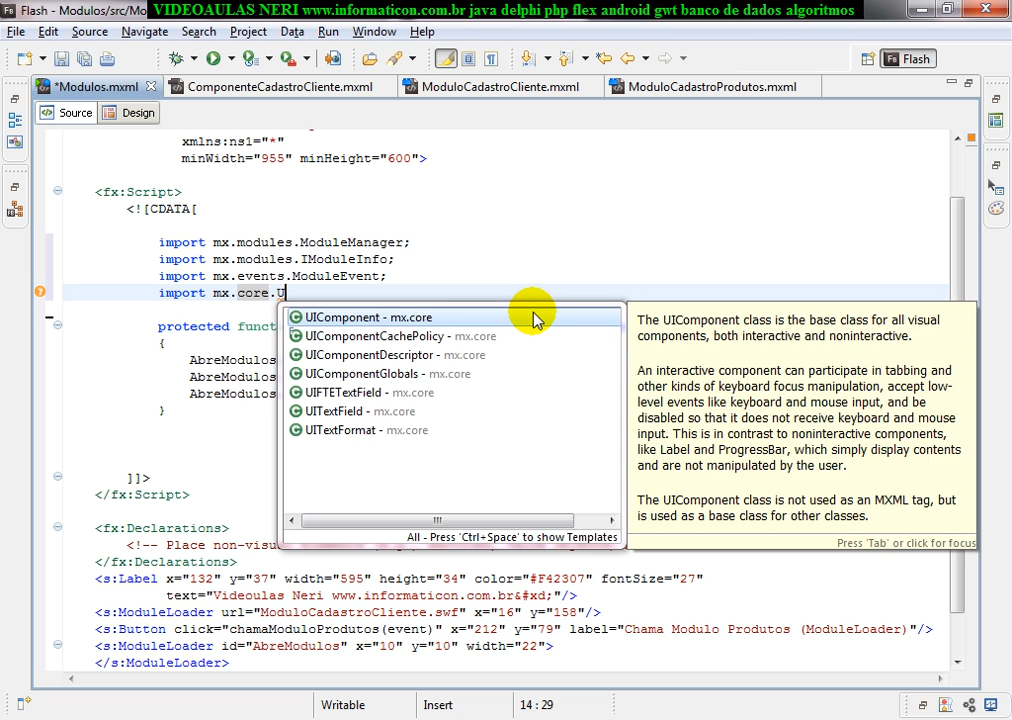 Flash - Modulos/src/Mo
VIDEOAULAS NERI www.informaticon.com.br java delphi php flex android gwt banco de dados algoritmos
File Edit Source Navigate Search Project Data Run Window Help
Flash
*Modulos.mxml ComponenteCadastroCliente.mxml ModuloCadastroCliente.mxml ModuloCadastroProdutos.mxml
Source Design
xmlns:ns1="*"
minWidth="955" minHeight="600">
<fx:Script>
<![CDATA[
import mx.modules.ModuleManager;
import mx.modules.IModuleInfo;
import mx.events.ModuleEvent;
import mx.core.U
protected funct
{
AbreModulos
AbreModulos
AbreModulos
}
]]>
</fx:Script>
<fx:Declarations>
<!-- Place non-visu
</fx:Declarations>
<s:Label x="132" y="37" width="595" height="34" color="#F42307" fontSize="27"
text="Videoulas Neri www.informaticon.com.br&#xd;"/>
<s:ModuleLoader url="ModuloCadastroCliente.swf" x="16" y="158"/>
<s:Button click="chamaModuloProdutos(event)" x="212" y="79" label="Chama Modulo Produtos (ModuleLoader)"/>
<s:ModuleLoader id="AbreModulos" x="10" y="10" width="22">
</s:ModuleLoader>
UIComponent - mx.core
UIComponentCachePolicy - mx.core
UIComponentDescriptor - mx.core
UIComponentGlobals - mx.core
UIFTETextField - mx.core
UITextField - mx.core
UITextFormat - mx.core
All - Press 'Ctrl+Space' to show Templates
The UIComponent class is the base class for all visual
components, both interactive and noninteractive.
An interactive component can participate in tabbing and
other kinds of keyboard focus manipulation, accept low-
level events like keyboard and mouse input, and be
disabled so that it does not receive keyboard and mouse
input. This is in contrast to noninteractive components,
like Label and ProgressBar, which simply display contents
and are not manipulated by the user.
The UIComponent class is not used as an MXML tag, but
is used as a base class for other classes.
Press 'Tab' or click for focus
Writable Insert 14 : 29